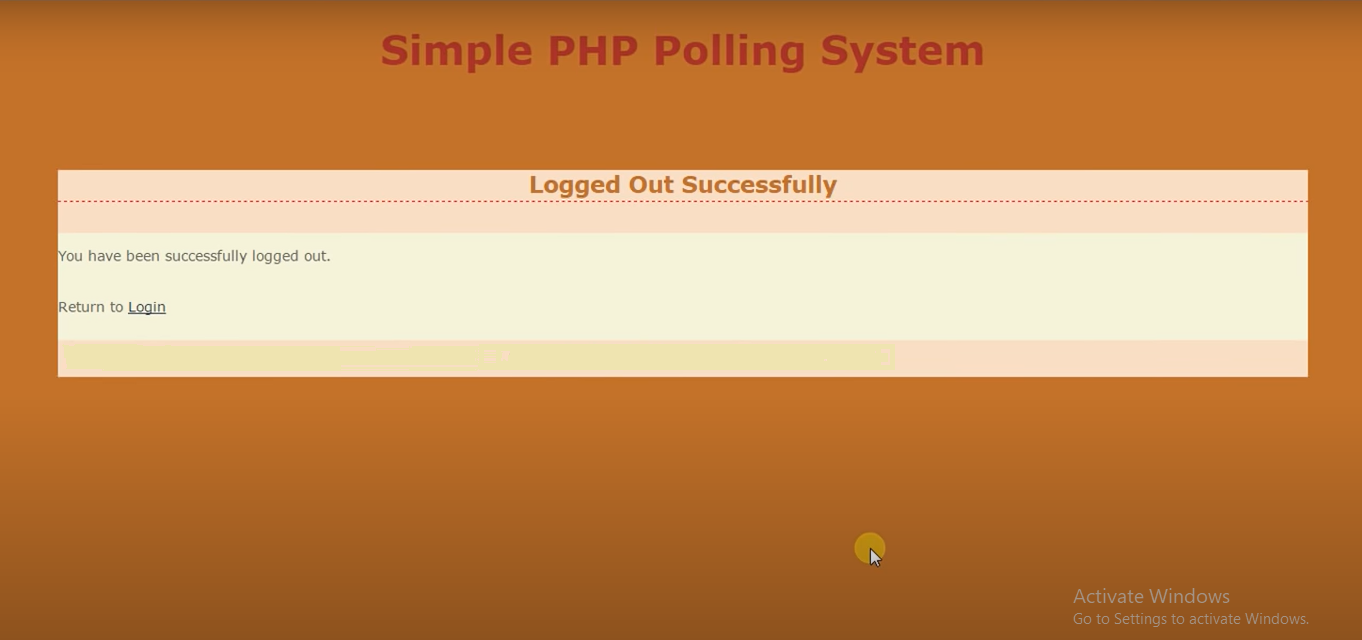 Simple PHP Polling System
Logged Out Successfully
You have been successfully logged out.
Return to Login
Activate Windows
Go to Settings to activate Windows.